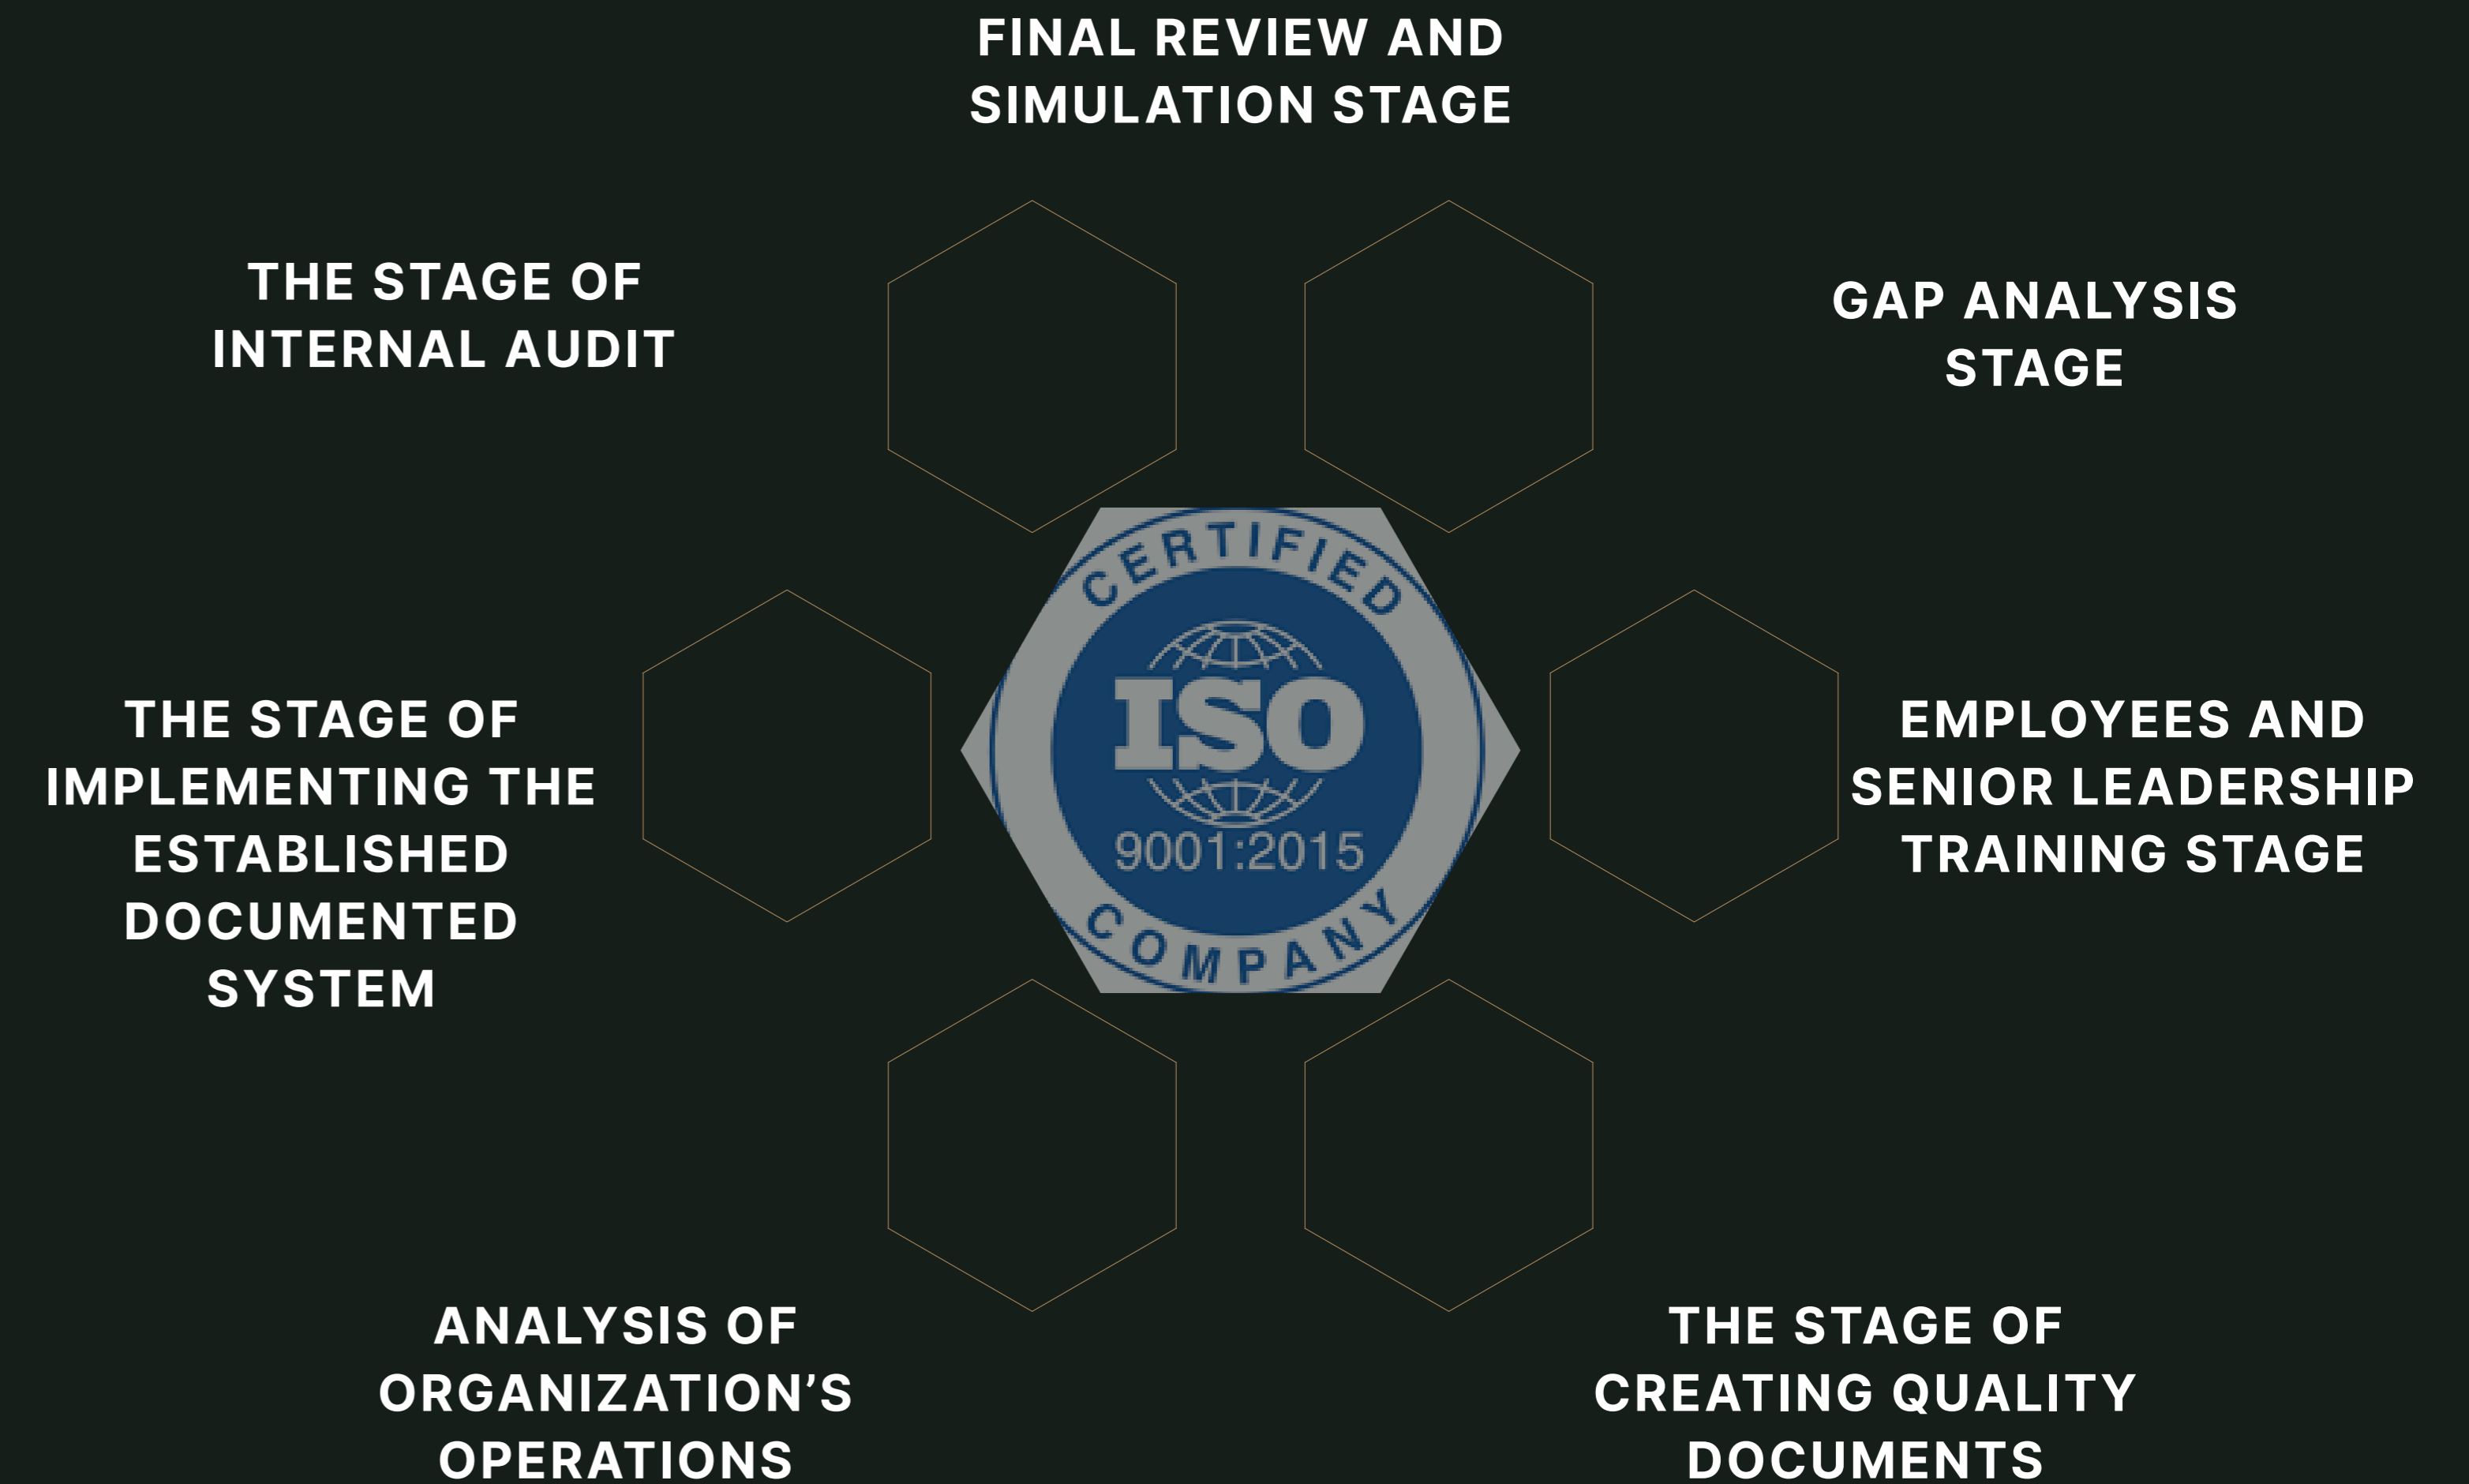 FINAL REVIEW AND
SIMULATION STAGE
THE STAGE OF
INTERNAL AUDIT
GAP ANALYSIS
STAGE
CERTIFIED
ISO
9001:2015
COMPANY
THE STAGE OF
IMPLEMENTING THE
ESTABLISHED
DOCUMENTED
SYSTEM
EMPLOYEES AND
SENIOR LEADERSHIP
TRAINING STAGE
ANALYSIS OF
ORGANIZATION’S
OPERATIONS
THE STAGE OF
CREATING QUALITY
DOCUMENTS